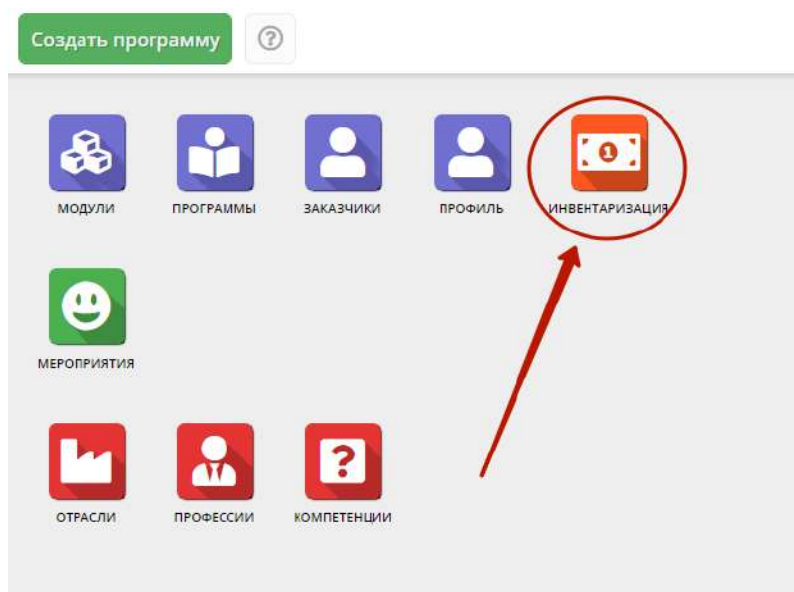 Создать программу
МОДУЛИ
ПРОГРАММЫ
ЗАКАЗЧИКИ
ПРОФИЛЬ
ИНВЕНТАРИЗАЦИЯ
МЕРОПРИЯТИЯ
ОТРАСЛИ
ПРОФЕССИИ
КОМПЕТЕНЦИИ